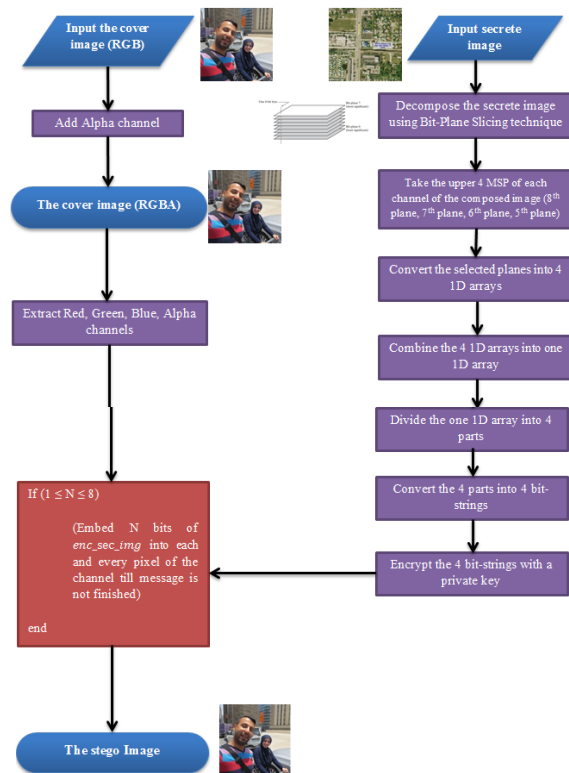 Input the cover
image (RGB)
Add Alpha channel
The cover image (RGBA)
Extract Red, Green, Blue, Alpha
channels
If (1 ≤ N ≤ 8)
(Embed N bits of
enc_sec_img into each
and every pixel of the
channel till message is
not finished)
end
The stego Image
Input secrete
image
Decompose the secrete image
using Bit-Plane Slicing technique
Take the upper 4 MSP of each
channel of the composed image (8th
plane, 7th plane, 6th plane, 5th plane)
Convert the selected planes into 4
1D arrays
Combine the 4 1D arrays into one
1D array
Divide the one 1D array into 4
parts
Convert the 4 parts into 4 bit-
strings
Encrypt the 4 bit-strings with a
private key